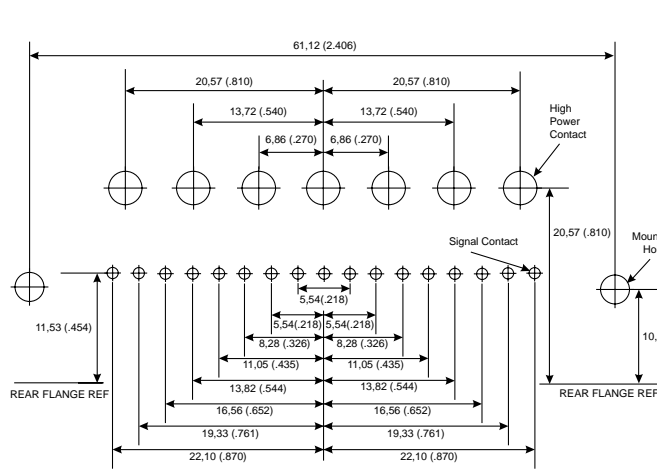 61,12 (2.406)
20,57 (.810) 20,57 (.810)
13,72 (.540) 13,72 (.540)
High
Power
Contact
6,86 (.270) 6,86 (.270)
20,57 (.810)
Signal Contact
Moun
Ho
5,54(.218)
11,53 (.454)
5,54(.218) 5,54(.218)
10,
8,28 (.326) 8,28 (.326)
11,05 (.435) 11,05 (.435)
13,82 (.544) 13,82 (.544)
REAR FLANGE REF REAR FLANGE REF
16,56 (.652) 16,56 (.652)
19,33 (.761) 19,33 (.761)
22,10 (.870) 22,10 (.870)